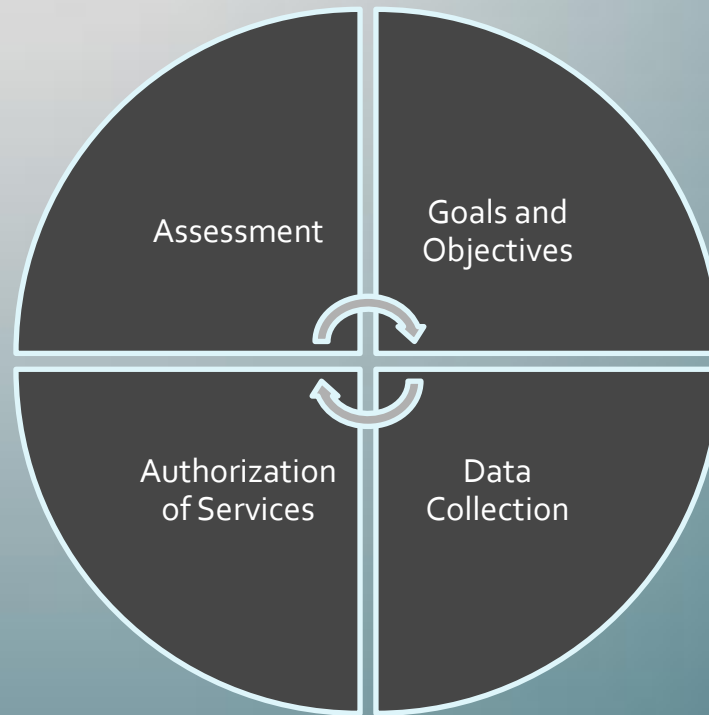 Assessment
Goals and
Objectives
Authorization
of Services
Data
Collection